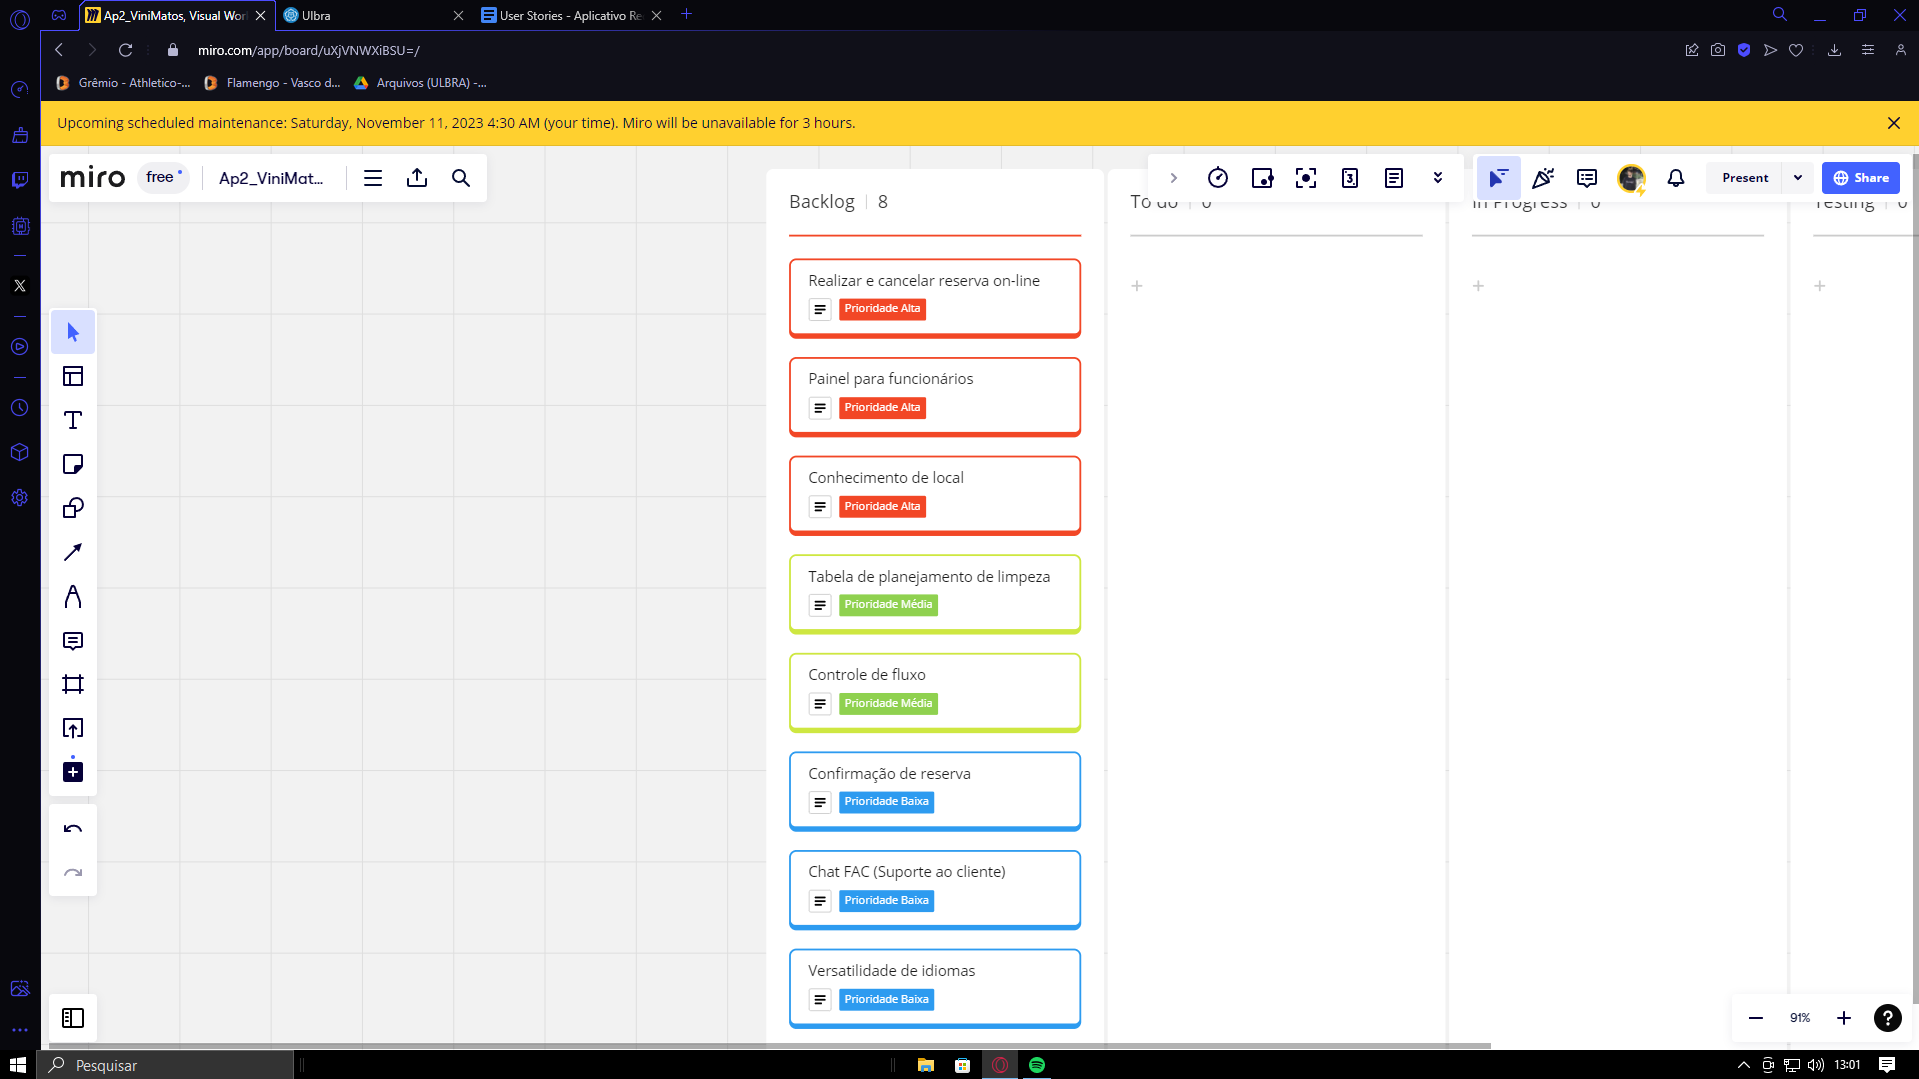 Ap2_ViniMatos, Visual Wor
Ulbra
User Stories - Aplicativo Re
miro.com/app/board/uXjVNWXiBSU=/
Grêmio - Athletico-...
Flamengo - Vasco d...
Arquivos (ULBRA) -...
Upcoming scheduled maintenance: Saturday, November 11, 2023 4:30 AM (your time). Miro will be unavailable for 3 hours.
miro
free
Ap2_ViniMat...
Present
Share
Backlog 8
To do 0
In Progress 0
Testing 0
Realizar e cancelar reserva on-line
Prioridade Alta
Painel para funcionários
Prioridade Alta
Conhecimento de local
Prioridade Alta
Tabela de planejamento de limpeza
Prioridade Média
Controle de fluxo
Prioridade Média
Confirmação de reserva
Prioridade Baixa
Chat FAC (Suporte ao cliente)
Prioridade Baixa
Versatilidade de idiomas
Prioridade Baixa
91%
Pesquisar
13:01